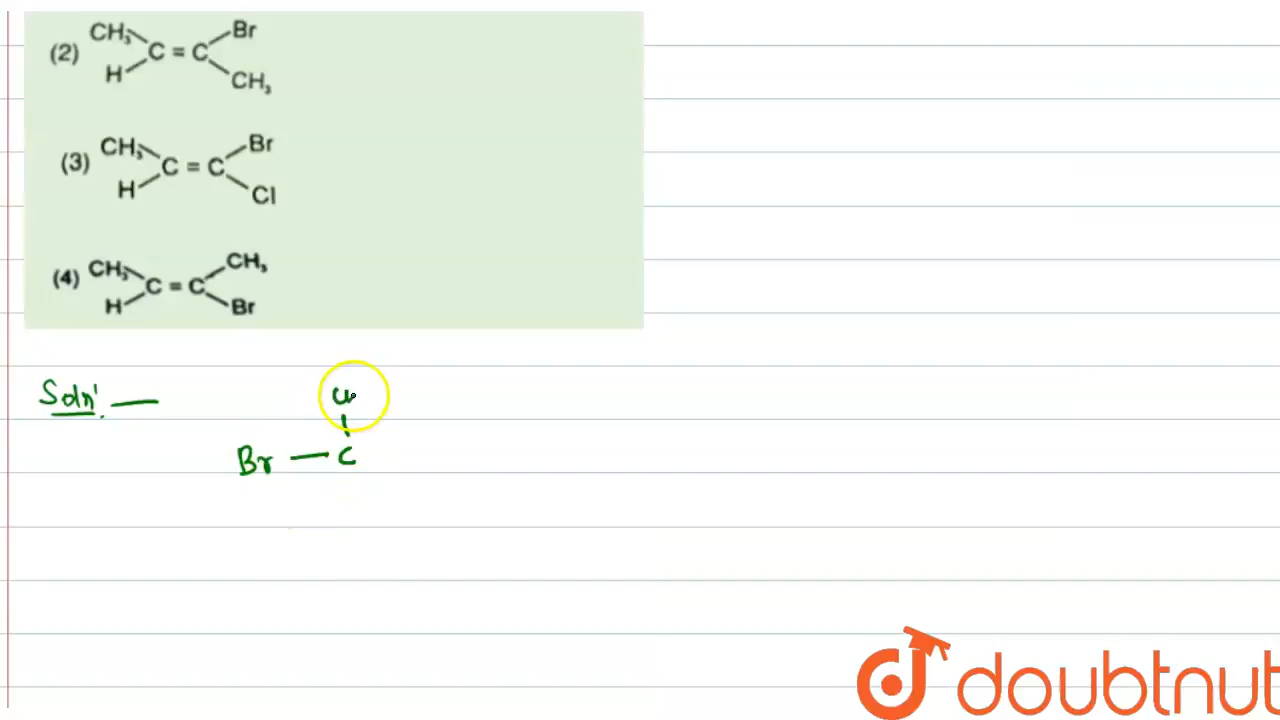 CH₃ Br
(2) C = C
H CH₃
CH₃ Br
(3) C = C
H Cl
CH₃ CH₃
(4) C = C
H Br
Soln' —
Br — C
doubtnut